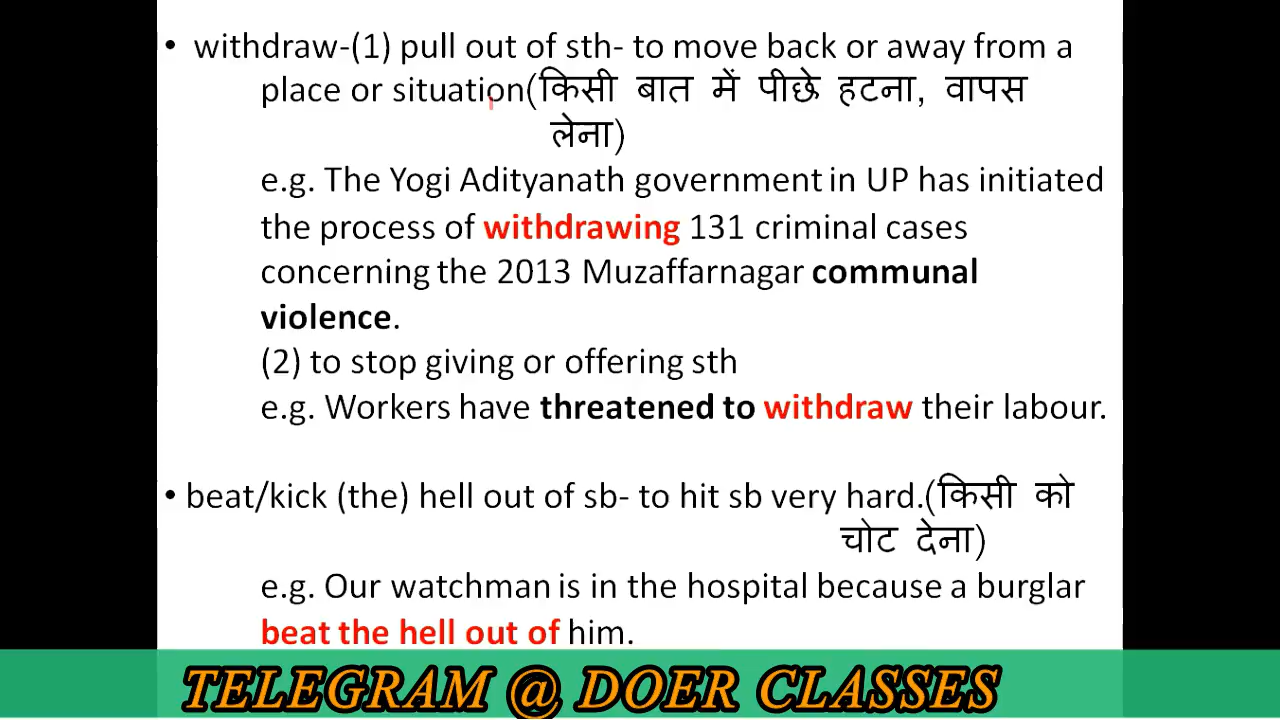 • withdraw-(1) pull out of sth- to move back or away from a
place or situation(किसी बात में पीछे हटना, वापस
लेना)
e.g. The Yogi Adityanath government in UP has initiated
the process of withdrawing 131 criminal cases
concerning the 2013 Muzaffarnagar communal
violence.
(2) to stop giving or offering sth
e.g. Workers have threatened to withdraw their labour.
• beat/kick (the) hell out of sb- to hit sb very hard.(किसी को
चोट देना)
e.g. Our watchman is in the hospital because a burglar
beat the hell out of him.
TELEGRAM @ DOER CLASSES